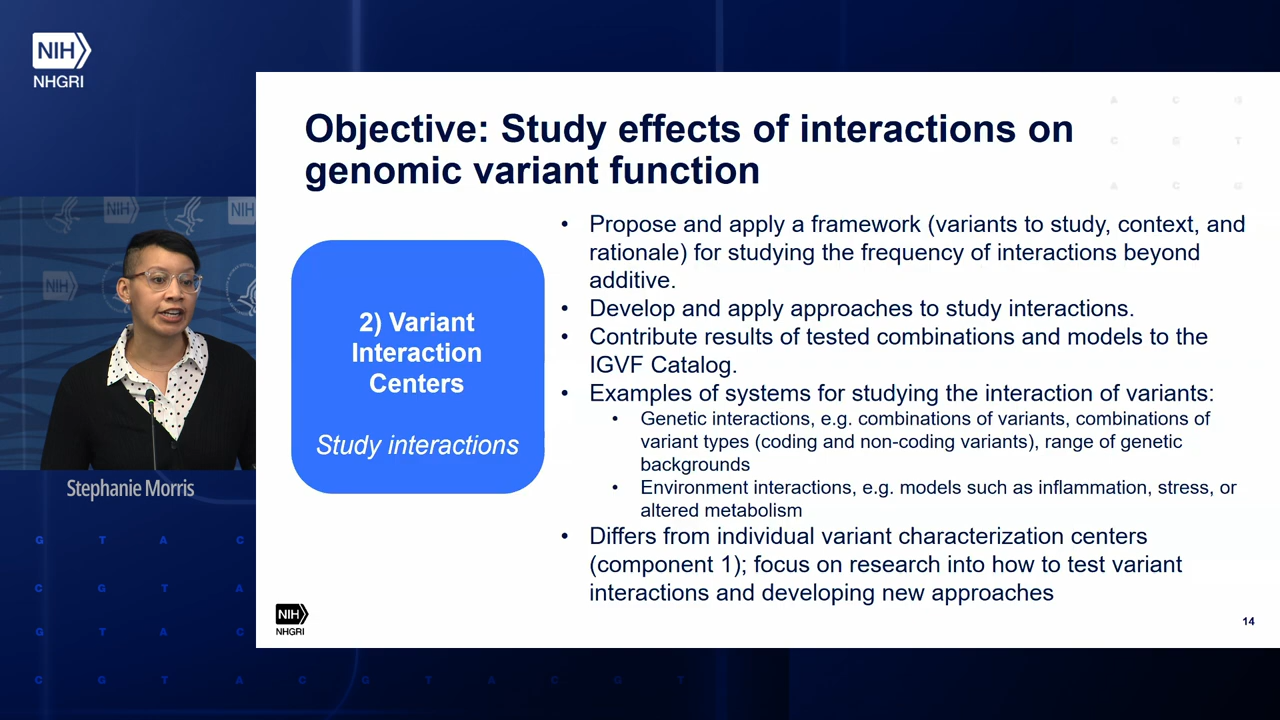 NIH
NHGRI
Objective: Study effects of interactions on
genomic variant function
A C G
C G T
A C G
2) Variant
Interaction
Centers
Study interactions
• Propose and apply a framework (variants to study, context, and
rationale) for studying the frequency of interactions beyond
additive.
• Develop and apply approaches to study interactions.
• Contribute results of tested combinations and models to the
IGVF Catalog.
• Examples of systems for studying the interaction of variants:
• Genetic interactions, e.g. combinations of variants, combinations of
variant types (coding and non-coding variants), range of genetic
backgrounds
• Environment interactions, e.g. models such as inflammation, stress, or
altered metabolism
• Differs from individual variant characterization centers
(component 1); focus on research into how to test variant
interactions and developing new approaches
NIH
NHGRI
14
NIH
NIH
NIH
Stephanie Morris
G T A C
C G T A
G T A C
C G T A C G T A C G T